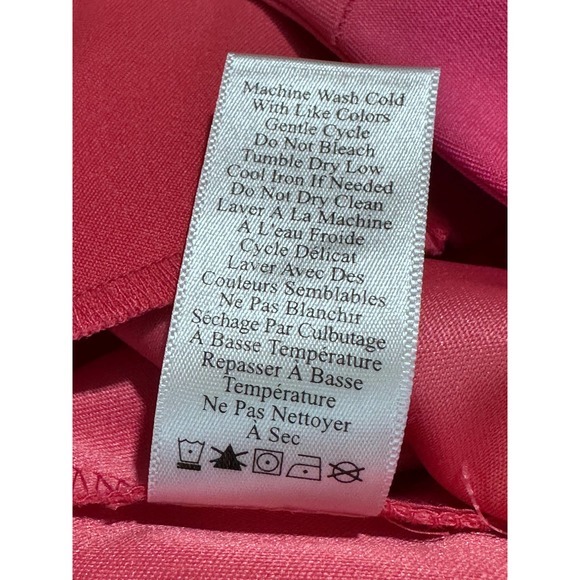 Machine Wash Cold
With Like Colors
Gentle Cycle
Do Not Bleach
Tumble Dry Low
Cool Iron If Needed
Do Not Dry Clean
Laver À La Machine
À L'eau Froide
Cycle Délicat
Laver Avec Des
Couleurs Semblables
Ne Pas Blanchir
Séchage Par Culbutage
À Basse Température
Repasser À Basse
Température
Ne Pas Nettoyer
À Sec